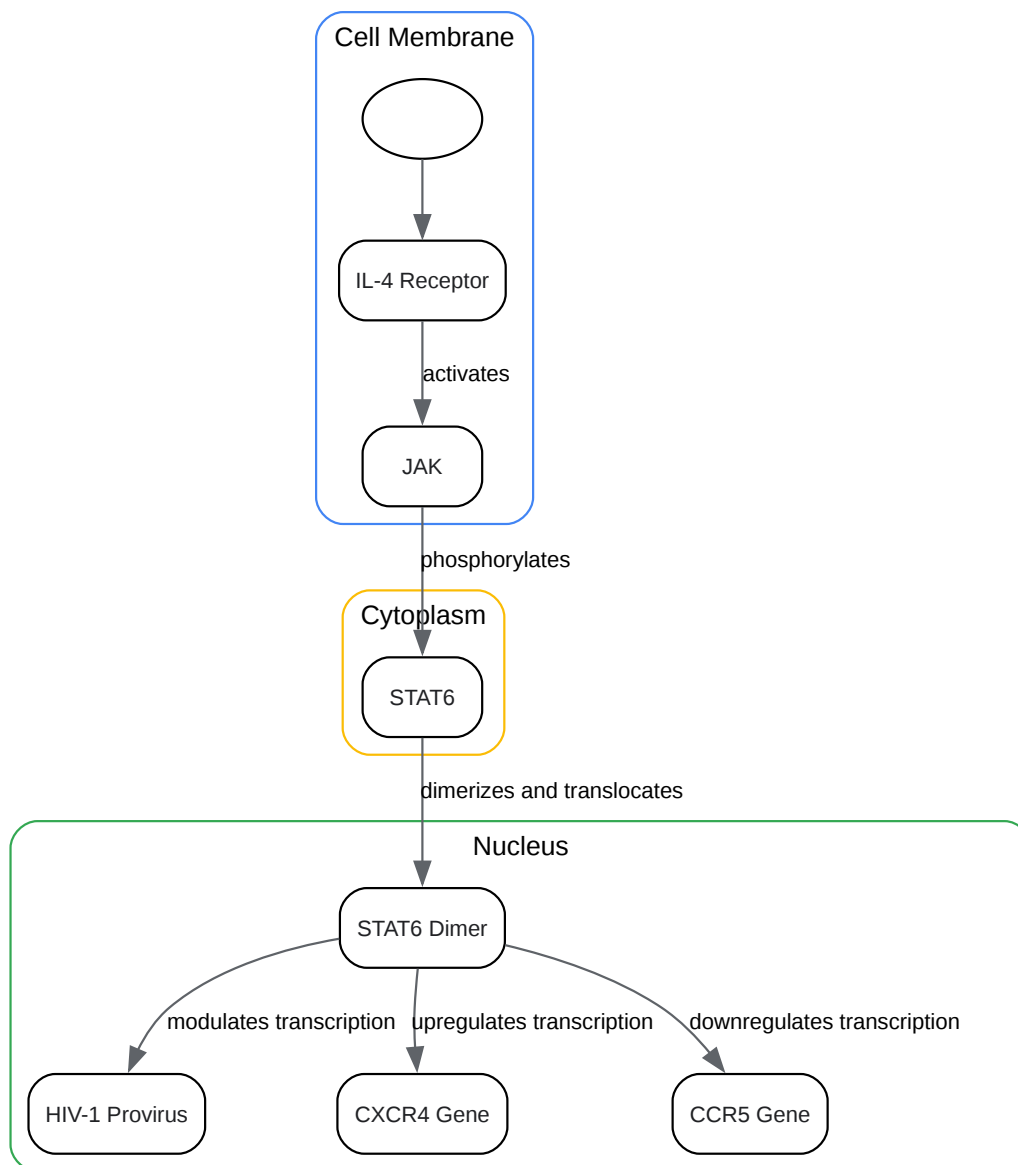 Cell Membrane
IL-4 Receptor
activates
JAK
phosphorylates
Cytoplasm
STAT6
dimerizes and translocates
Nucleus
STAT6 Dimer
modulates transcription
upregulates transcription
downregulates transcription
HIV-1 Provirus
CXCR4 Gene
CCR5 Gene